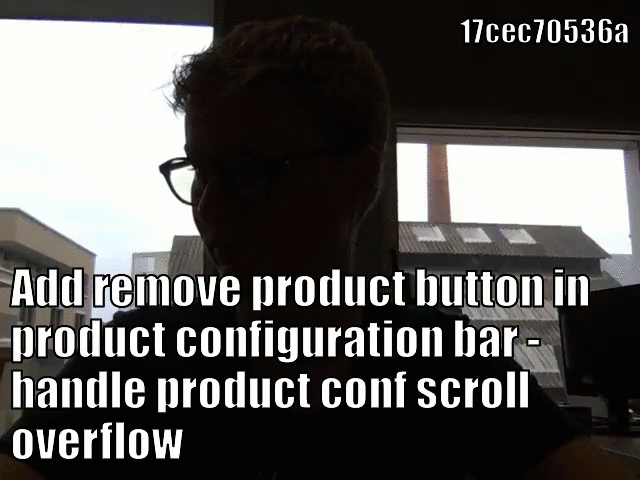 17cec70536a
Add remove product button in
product configuration bar -
handle product conf scroll
overflow